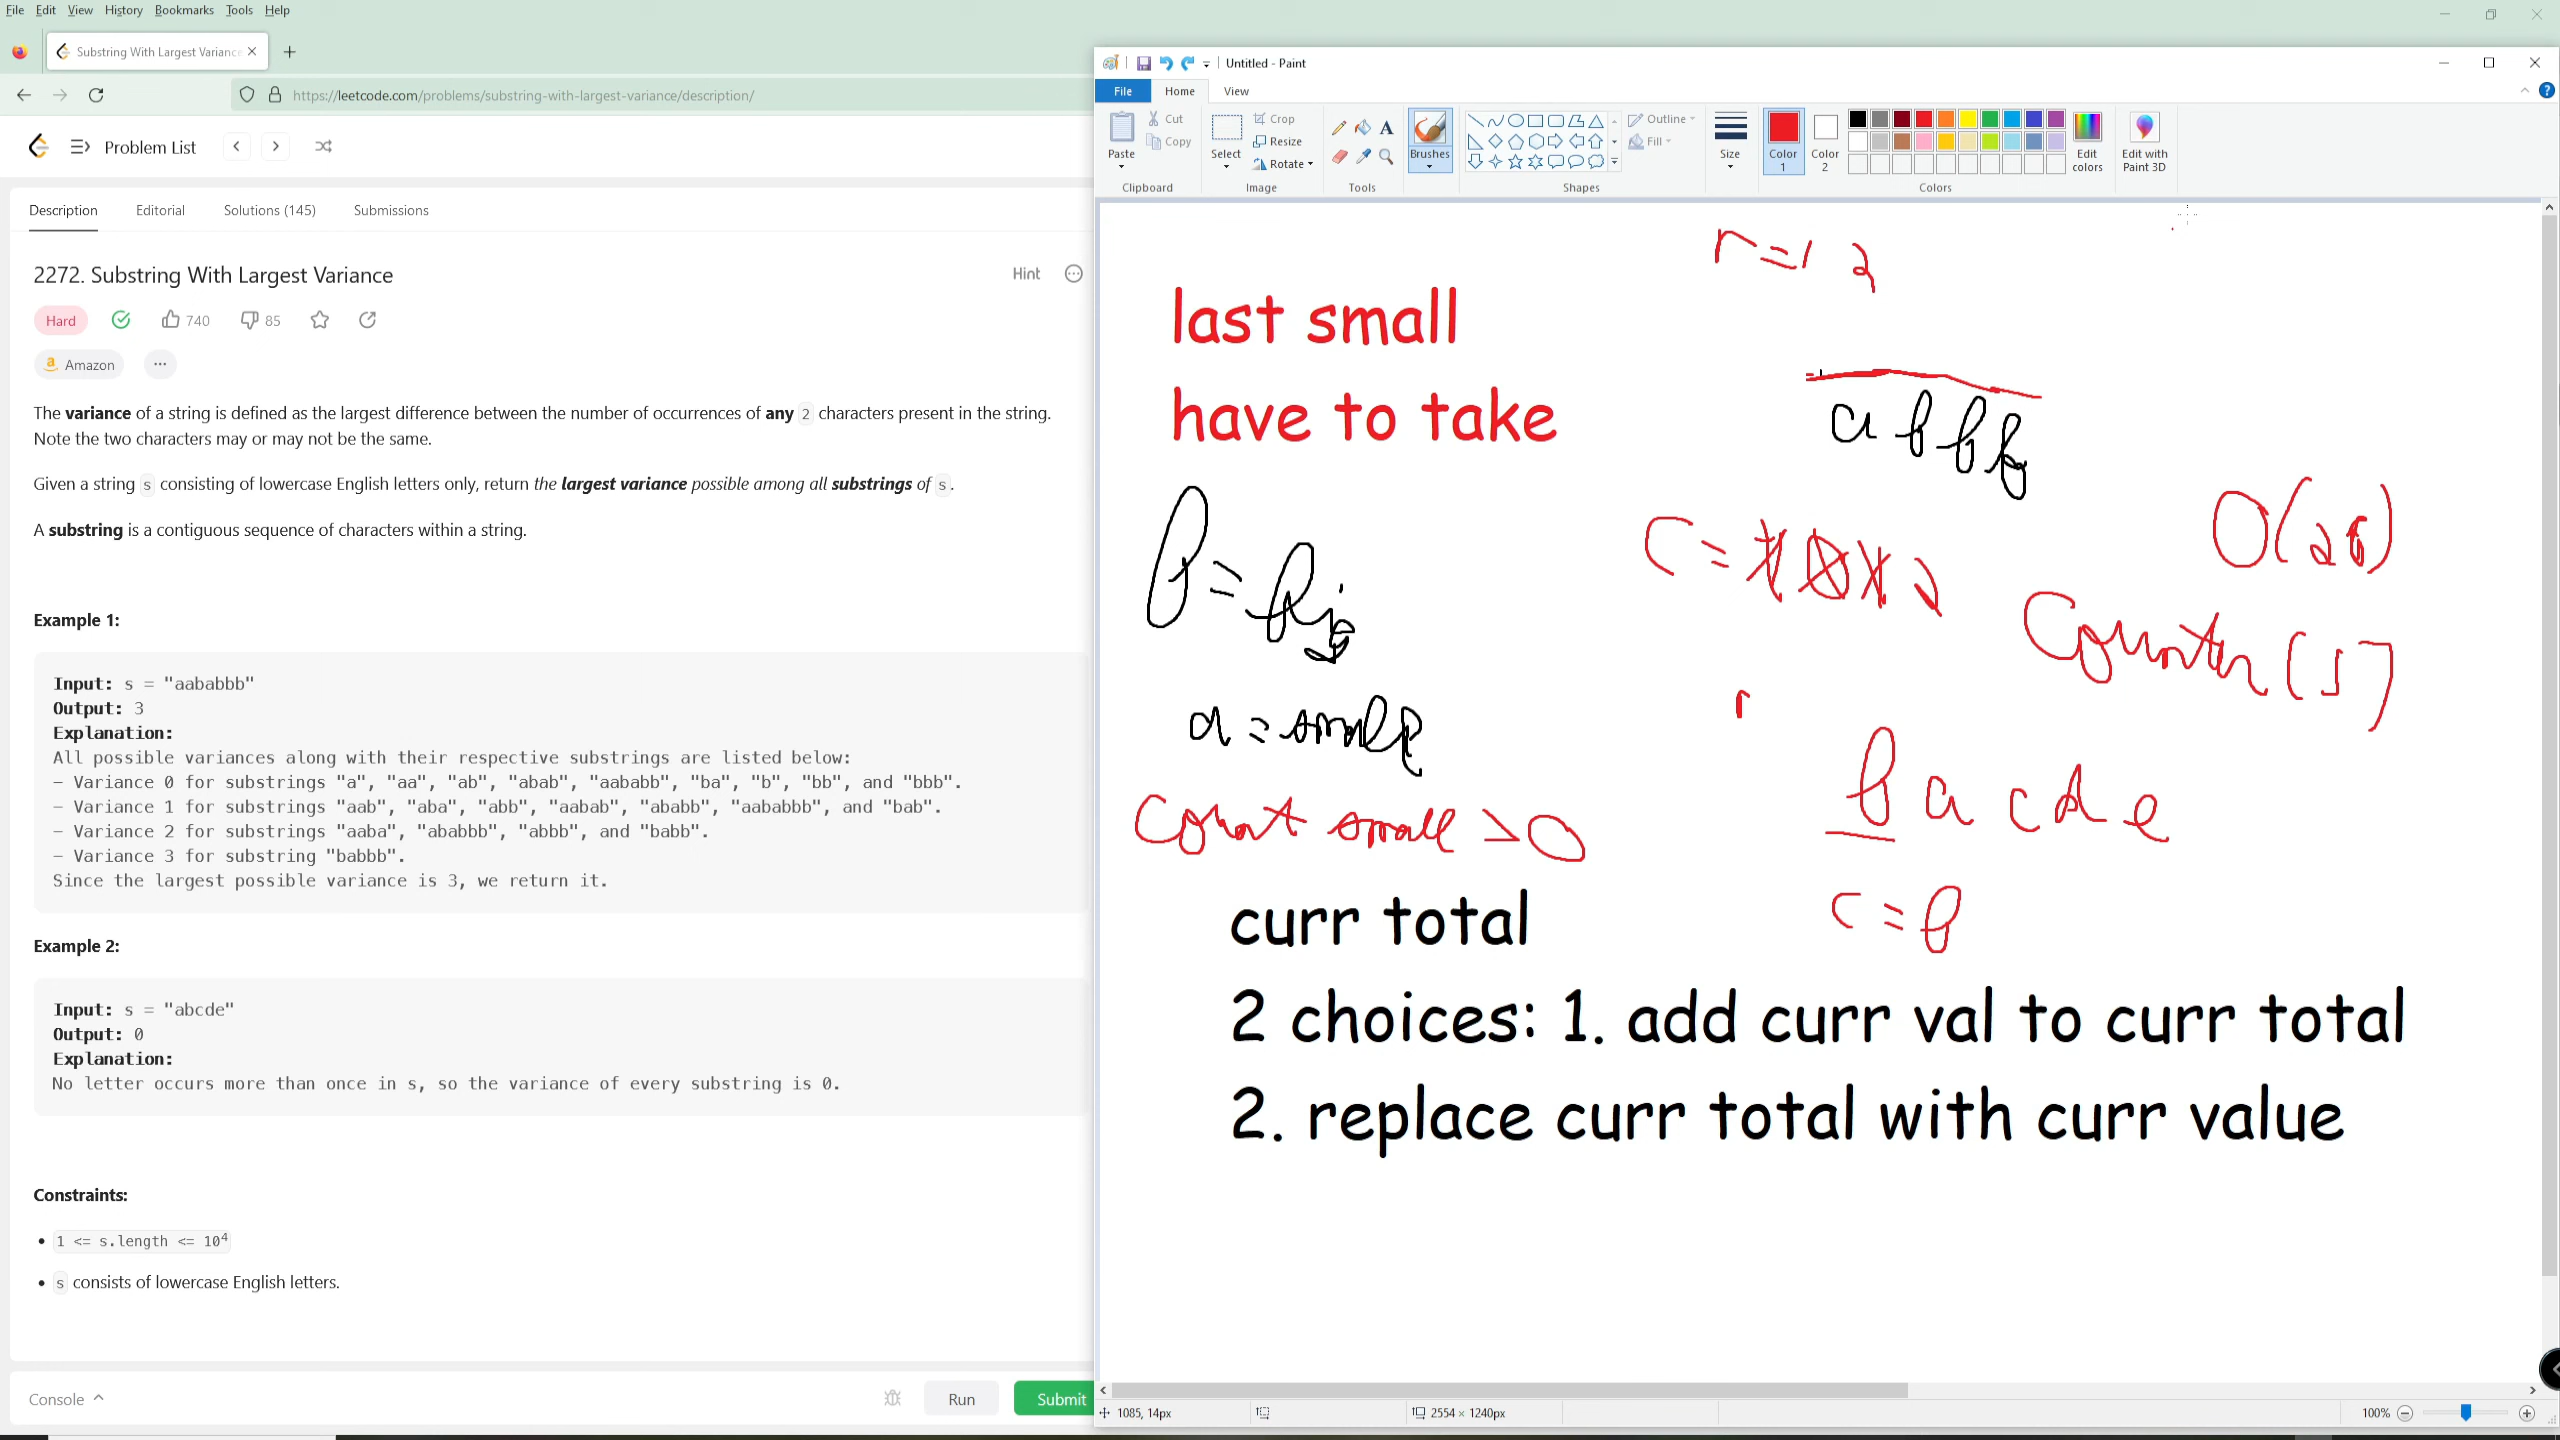 File Edit View History Bookmarks Tools Help
Substring With Largest Variance
https://leetcode.com/problems/substring-with-largest-variance/description/
Problem List
Description Editorial Solutions (145) Submissions
2272. Substring With Largest Variance Hint
Hard 740 85
Amazon
The variance of a string is defined as the largest difference between the number of occurrences of any 2 characters present in the string.
Note the two characters may or may not be the same.
Given a string s consisting of lowercase English letters only, return the largest variance possible among all substrings of s.
A substring is a contiguous sequence of characters within a string.
Example 1:
Input: s = "aababbb"
Output: 3
Explanation:
All possible variances along with their respective substrings are listed below:
- Variance 0 for substrings "a", "aa", "ab", "abab", "aababb", "ba", "b", "bb", and "bbb".
- Variance 1 for substrings "aab", "aba", "abb", "aabab", "ababb", "aababbb", and "bab".
- Variance 2 for substrings "aaba", "ababbb", "abbb", and "babb".
- Variance 3 for substring "babbb".
Since the largest possible variance is 3, we return it.
Example 2:
Input: s = "abcde"
Output: 0
Explanation:
No letter occurs more than once in s, so the variance of every substring is 0.
Constraints:
1 <= s.length <= 10^4
s consists of lowercase English letters.
Console Run Submit
Untitled - Paint
File Home View
Paste Cut Copy Select Crop Resize Rotate Brushes Outline Fill Size Color 1 Color 2 Edit colors Edit with Paint 3D
Clipboard Image Tools Shapes Colors
r = 1 2
last small
have to take
a b b b
b = big
c = 2
O(26)
a = small
Counter(s)
r
b a c d e
count small > 0
c = b
curr total
2 choices: 1. add curr val to curr total
2. replace curr total with curr value
1085, 14px 2554 × 1240px 100%